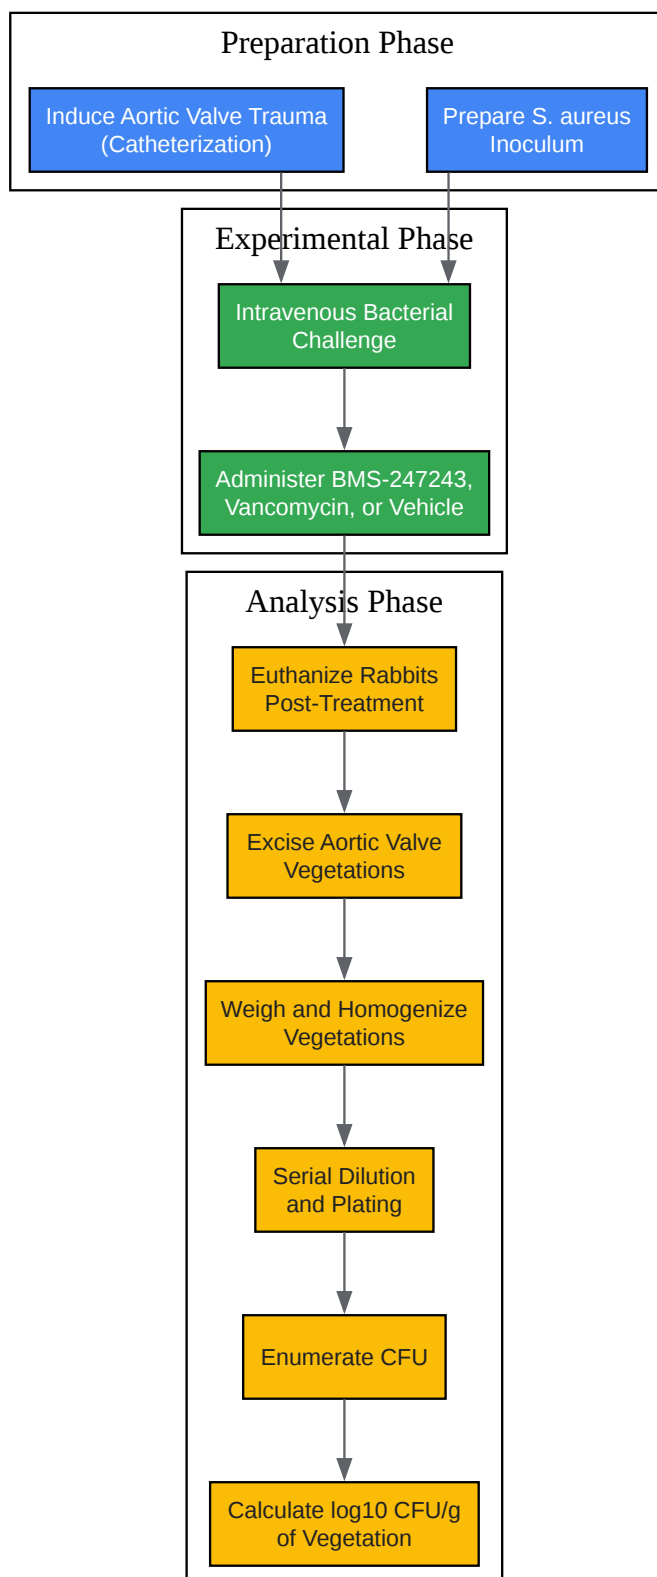 Preparation Phase
Induce Aortic Valve Trauma
(Catheterization)
Prepare S. aureus
Inoculum
Experimental Phase
Intravenous Bacterial
Challenge
Administer BMS-247243,
Vancomycin, or Vehicle
Analysis Phase
Euthanize Rabbits
Post-Treatment
Excise Aortic Valve
Vegetations
Weigh and Homogenize
Vegetations
Serial Dilution
and Plating
Enumerate CFU
Calculate log10 CFU/g
of Vegetation